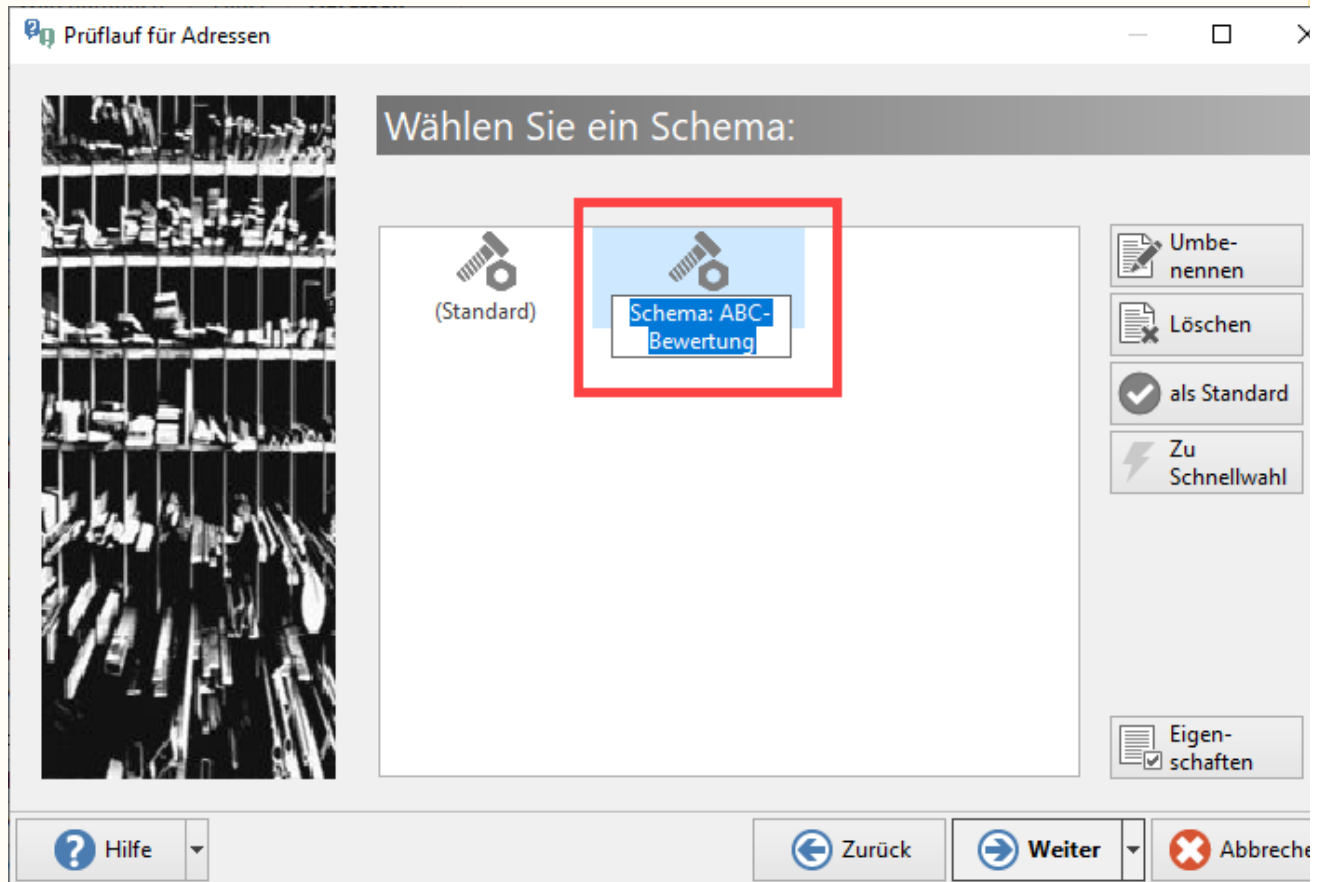 Prüflauf für Adressen
Wählen Sie ein Schema:
(Standard)
Schema: ABC-
Bewertung
Umbe-
nennen
Löschen
als Standard
Zu
Schnellwahl
Eigen-
schaften
Hilfe
Zurück
Weiter
Abbreche